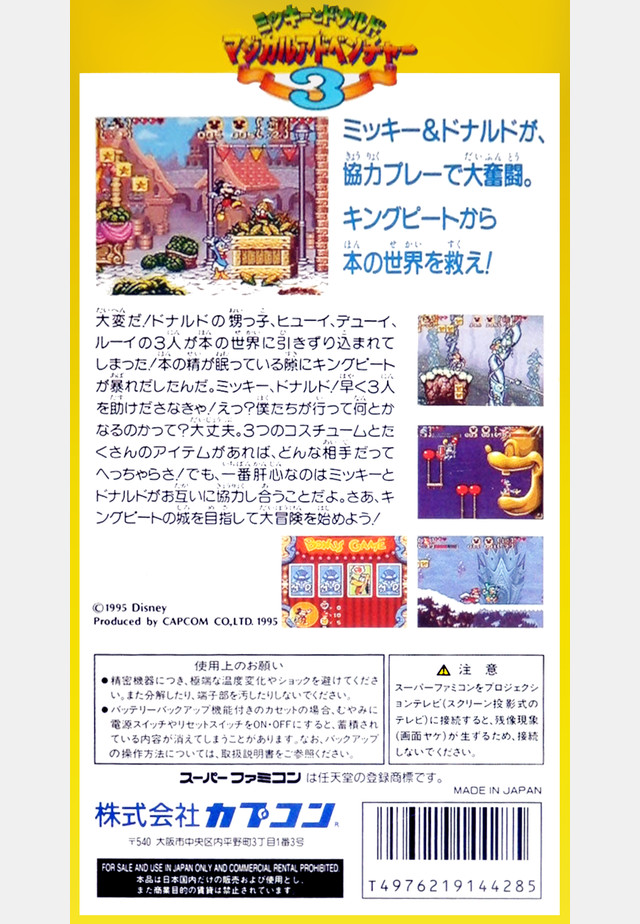 ミッキーとドナルド
マジカルアドベンチャー
3
ミッキー&ドナルドが、
協力プレーで大奮闘。
キングピートから
本の世界を救え!
大変だ!ドナルドの甥っ子、ヒューイ、デューイ、
ルーイの3人が本の世界に引きずり込まれて
しまった!本の精が眠っている隙にキングピート
が暴れだしたんだ。ミッキー、ドナルド!早く3人
を助けださなきゃ!えっ?僕たちが行って何とか
なるのかって?大丈夫。3つのコスチュームとた
くさんのアイテムがあれば、どんな相手だって
へっちゃらさ!でも、一番肝心なのはミッキーと
ドナルドがお互いに協力し合うことだよ。さあ、キ
ングピートの城を目指して大冒険を始めよう!
BONUS GAME
©1995 Disney
Produced by CAPCOM CO,LTD. 1995
使用上のお願い
●精密機器につき、極端な温度変化やショックを避けてくださ
い。また分解したり、端子部を汚したりしないでください。
●バッテリーバックアップ機能付きのカセットの場合、むやみに
電源スイッチやリセットスイッチをON・OFFにすると、蓄積され
ている内容が消えてしまうことがあります。なお、バックアップ
の操作方法については、取扱説明書をご参照ください。
⚠ 注 意
スーパーファミコンをプロジェクシ
ョンテレビ(スクリーン投影式の
テレビ)に接続すると、残像現象
(画面ヤケ)が生ずるため、接続
しないでください。
スーパーファミコン は任天堂の登録商標です。
MADE IN JAPAN
株式会社カプコン®
〒540 大阪市中央区内平野町3丁目1番3号
FOR SALE AND USE IN JAPAN ONLY AND COMMERCIAL RENTAL PROHIBITED.
本品は日本国内だけの販売および使用とし、
また商業目的の賃貸は禁止されています
T4976219144285